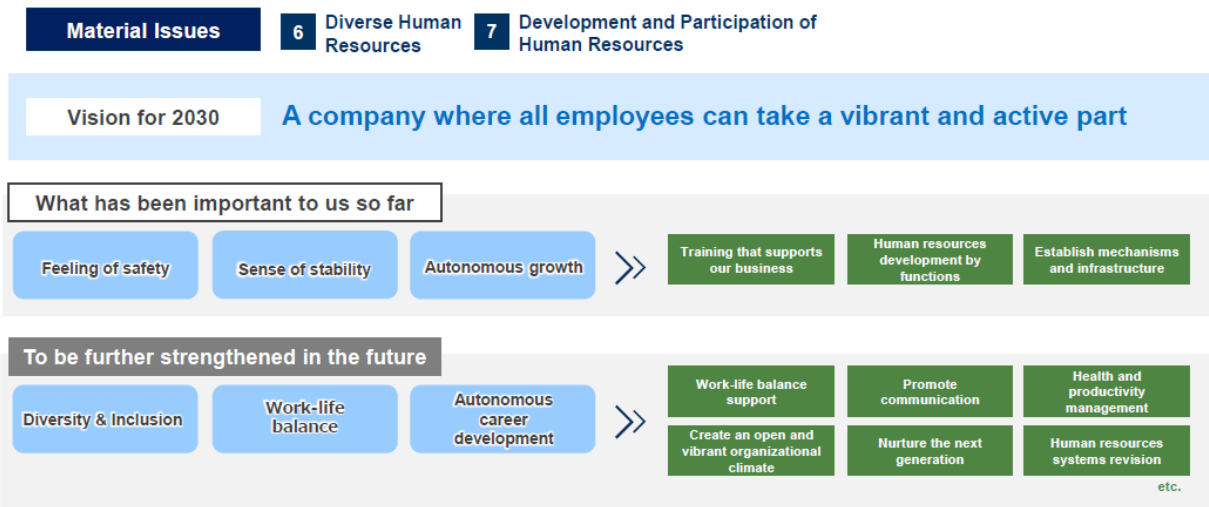 Material Issues
6
Diverse Human
Resources
7
Development and Participation of
Human Resources
Vision for 2030
A company where all employees can take a vibrant and active part
What has been important to us so far
Feeling of safety
Sense of stability
Autonomous growth
Training that supports
our business
Human resources
development by
functions
Establish mechanisms
and infrastructure
To be further strengthened in the future
Diversity & Inclusion
Work-life
balance
Autonomous
career
development
Work-life balance
support
Promote
communication
Health and
productivity
management
Create an open and
vibrant organizational
climate
Nurture the next
generation
Human resources
systems revision
etc.